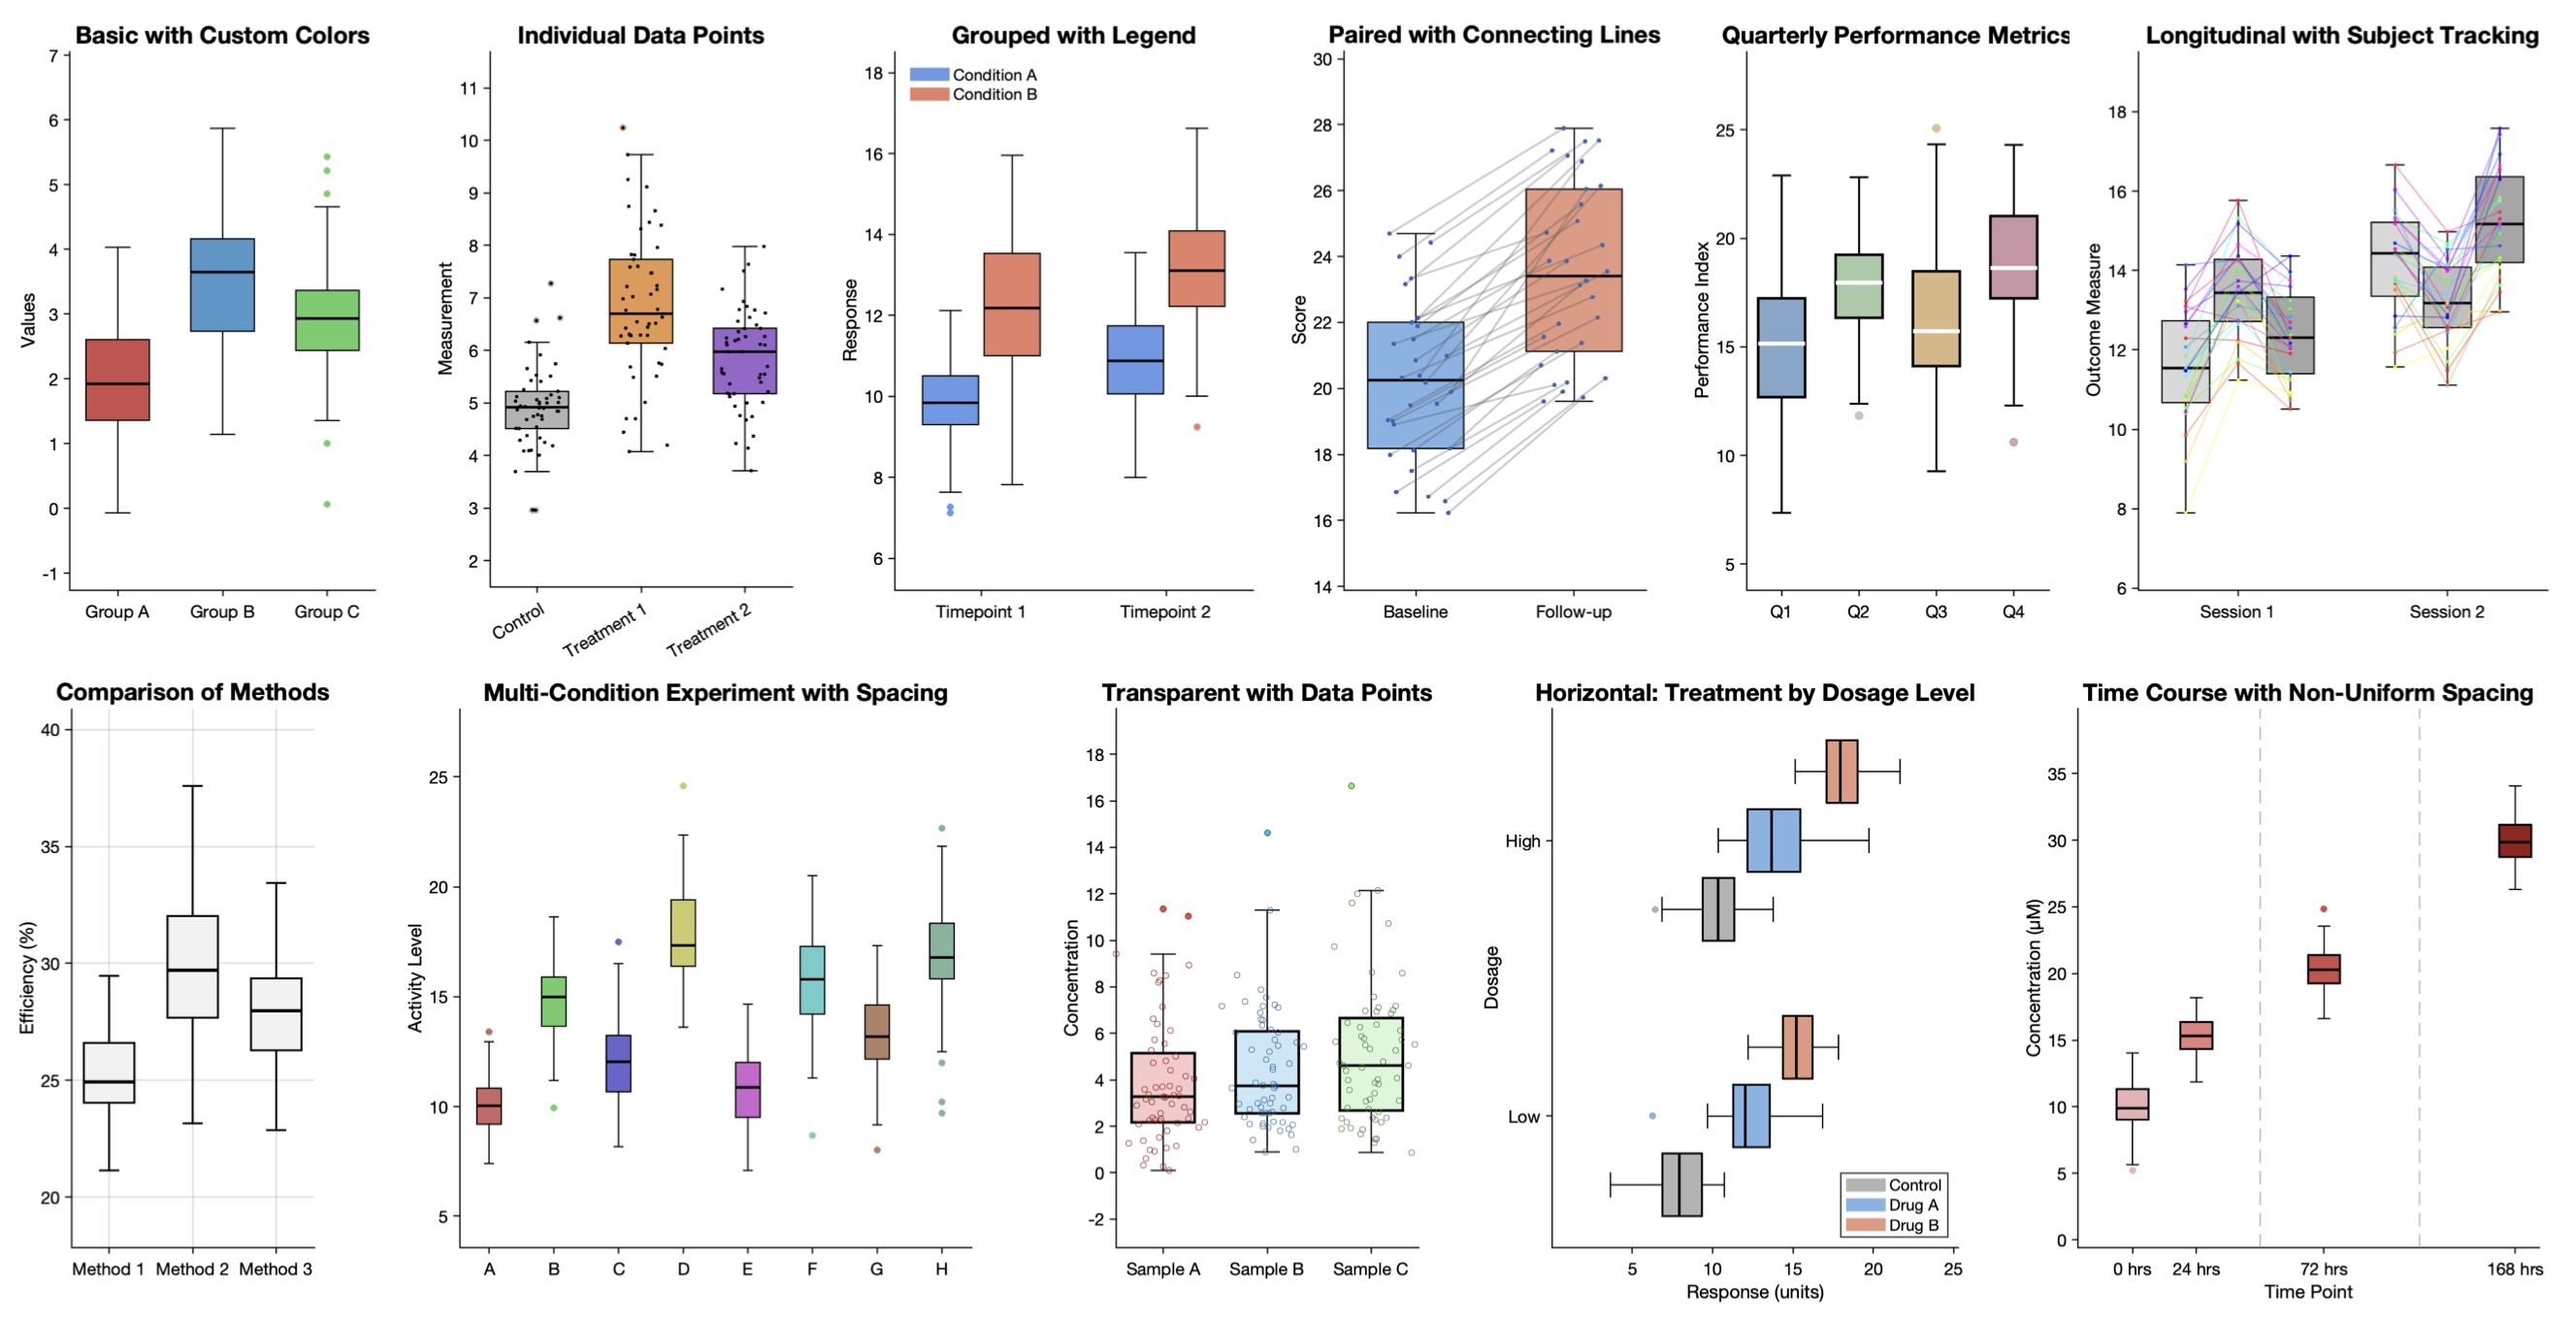 Basic with Custom Colors
Values
7
6
5
4
3
2
1
0
-1
Group A
Group B
Group C
Individual Data Points
Measurement
11
10
9
8
7
6
5
4
3
2
Control
Treatment 1
Treatment 2
Grouped with Legend
Condition A
Condition B
Response
18
16
14
12
10
8
6
Timepoint 1
Timepoint 2
Paired with Connecting Lines
Score
30
28
26
24
22
20
18
16
14
Baseline
Follow-up
Quarterly Performance Metrics
Performance Index
25
20
15
10
5
Q1
Q2
Q3
Q4
Longitudinal with Subject Tracking
Outcome Measure
18
16
14
12
10
8
6
Session 1
Session 2
Comparison of Methods
Efficiency (%)
40
35
30
25
20
Method 1
Method 2
Method 3
Multi-Condition Experiment with Spacing
Activity Level
25
20
15
10
5
A
B
C
D
E
F
G
H
Transparent with Data Points
Concentration
18
16
14
12
10
8
6
4
2
0
-2
Sample A
Sample B
Sample C
Horizontal: Treatment by Dosage Level
Dosage
High
Low
Control
Drug A
Drug B
5
10
15
20
25
Response (units)
Time Course with Non-Uniform Spacing
Concentration (µM)
35
30
25
20
15
10
5
0
0 hrs
24 hrs
72 hrs
168 hrs
Time Point